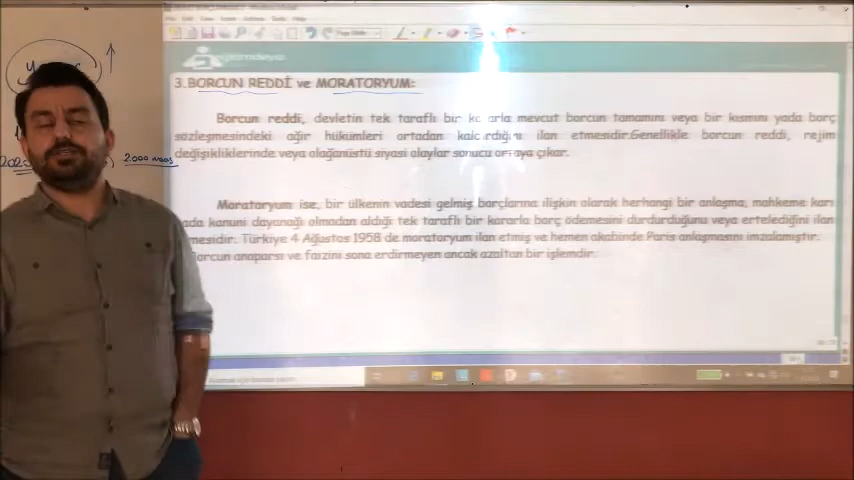 3.BORCUN REDDİ ve MORATORYUM:
Borcun reddi, devletin tek taraflı bir kararla mevcut borcun tamamını veya bir kısmını yada borç
sözleşmesindeki ağır hükümleri ortadan kaldırdığını ilan etmesidir.Genellikle borcun reddi, rejim
değişikliklerinde veya olağanüstü siyasi olaylar sonucu ortaya çıkar.
2.000 maaş
Moratoryum ise, bir ülkenin vadesi gelmiş borçlarına ilişkin olarak herhangi bir anlaşma, mahkeme kararı
yada kanuni dayanağı olmadan aldığı tek taraflı bir kararla borç ödemesini durdurduğunu veya ertelediğini ilan
etmesidir. Türkiye 4 Ağustos 1958 de moratoryum ilan etmiş ve hemen akabinde Paris anlaşmasını imzalamıştır.
Borcun anaparsı ve faizini sona erdirmeyen ancak azaltan bir işlemdir.